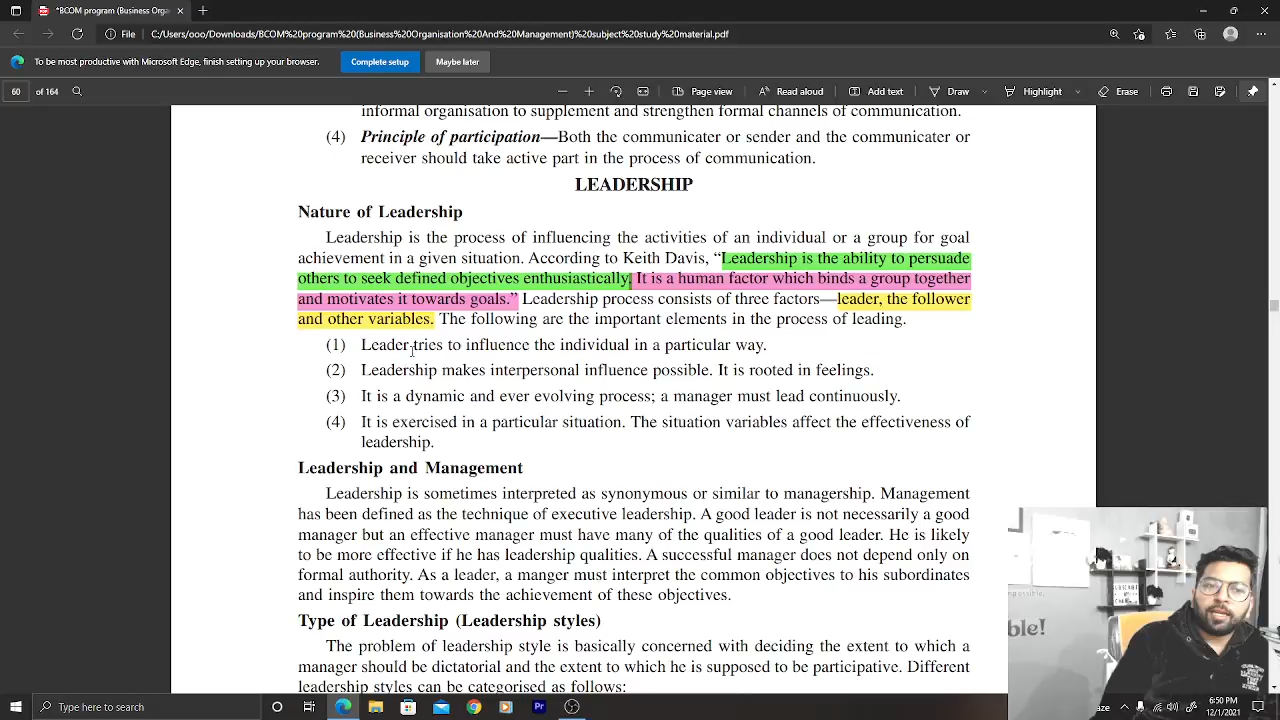 *BCOM program (Business Orga
File
C:/Users/ooo/Downloads/BCOM%20program%20(Business%20Organisation%20And%20Management)%20subject%20study%20material.pdf
To be most productive with Microsoft Edge, finish setting up your browser.
Complete setup
Maybe later
60 of 164
Page view
Read aloud
Add text
Draw
Highlight
Erase
informal organisation to supplement and strengthen formal channels of communication.
(4) Principle of participation—Both the communicater or sender and the communicater or
receiver should take active part in the process of communication.
LEADERSHIP
Nature of Leadership
Leadership is the process of influencing the activities of an individual or a group for goal
achievement in a given situation. According to Keith Davis, “Leadership is the ability to persuade
others to seek defined objectives enthusiastically. It is a human factor which binds a group together
and motivates it towards goals.” Leadership process consists of three factors—leader, the follower
and other variables. The following are the important elements in the process of leading.
(1) Leader tries to influence the individual in a particular way.
(2) Leadership makes interpersonal influence possible. It is rooted in feelings.
(3) It is a dynamic and ever evolving process; a manager must lead continuously.
(4) It is exercised in a particular situation. The situation variables affect the effectiveness of
leadership.
Leadership and Management
Leadership is sometimes interpreted as synonymous or similar to managership. Management
has been defined as the technique of executive leadership. A good leader is not necessarily a good
manager but an effective manager must have many of the qualities of a good leader. He is likely
to be more effective if he has leadership qualities. A successful manager does not depend only on
formal authority. As a leader, a manger must interpret the common objectives to his subordinates
and inspire them towards the achievement of these objectives.
Type of Leadership (Leadership styles)
The problem of leadership style is basically concerned with deciding the extent to which a
manager should be dictatorial and the extent to which he is supposed to be participative. Different
leadership styles can be categorised as follows:
mpossible.
ble!
Type here to search
6:50 PM
12/1/2021